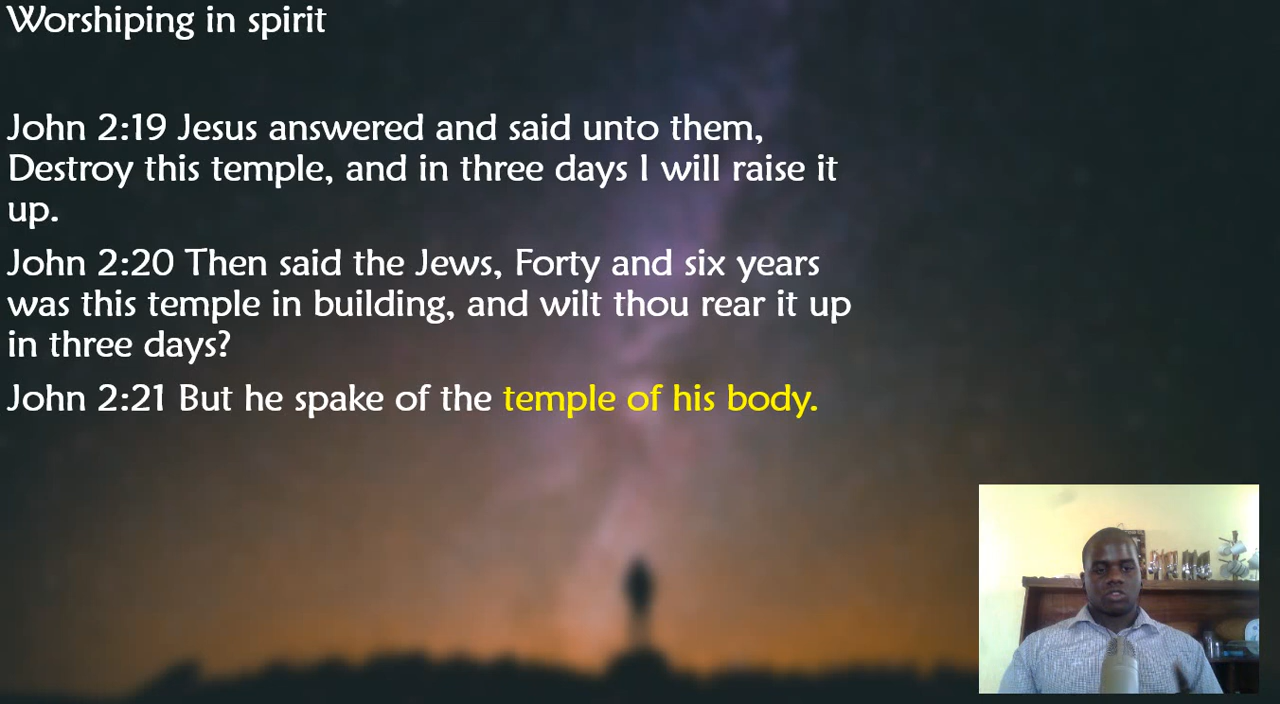 Worshiping in spirit
John 2:19 Jesus answered and said unto them,
Destroy this temple, and in three days I will raise it
up.
John 2:20 Then said the Jews, Forty and six years
was this temple in building, and wilt thou rear it up
in three days?
John 2:21 But he spake of the temple of his body.